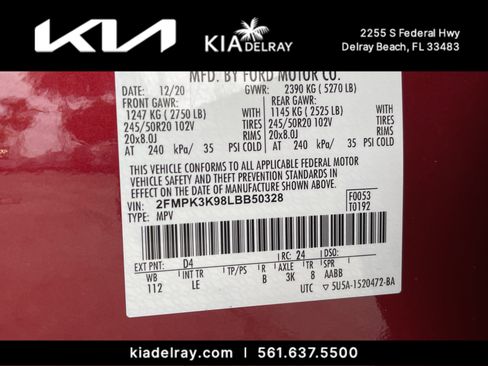 KIA
KIA DELRAY
2255 S Federal Hwy
Delray Beach, FL 33483
MFD. BY FORD MOTOR CO.
12/20 GVWR: 2390 KG ( 5270 LB)
FRONT GAWR: REAR GAWR:
1247 KG ( 2750 LB) WITH 1145 KG ( 2525 LB) WITH
245/50R20 102V TIRES 245/50R20 102V TIRES
20x8.0J RIMS 20x8.0J RIMS
AT 240 kPa/ 35 PSI COLD AT 240 kPa/ 35 PSI COLD
THIS VEHICLE CONFORMS TO ALL APPLICABLE FEDERAL MOTOR
VEHICLE SAFETY AND THEFT PREVENTION STANDARDS IN EFFECT ON THE DATE OF MANUFACTURE
SHOWN ABOVE.
VIN: 2FMPK3K98LBB50328 F0053
TYPE: MPV T0192
EXT PNT: D4 RC: 24 DSO:
WB INT TR TP/PS R AX TR SPR
112 LE B 3K 8 AABB
UTC ▽5U5A-1520472-BA
kiadelray.com 561.637.5500